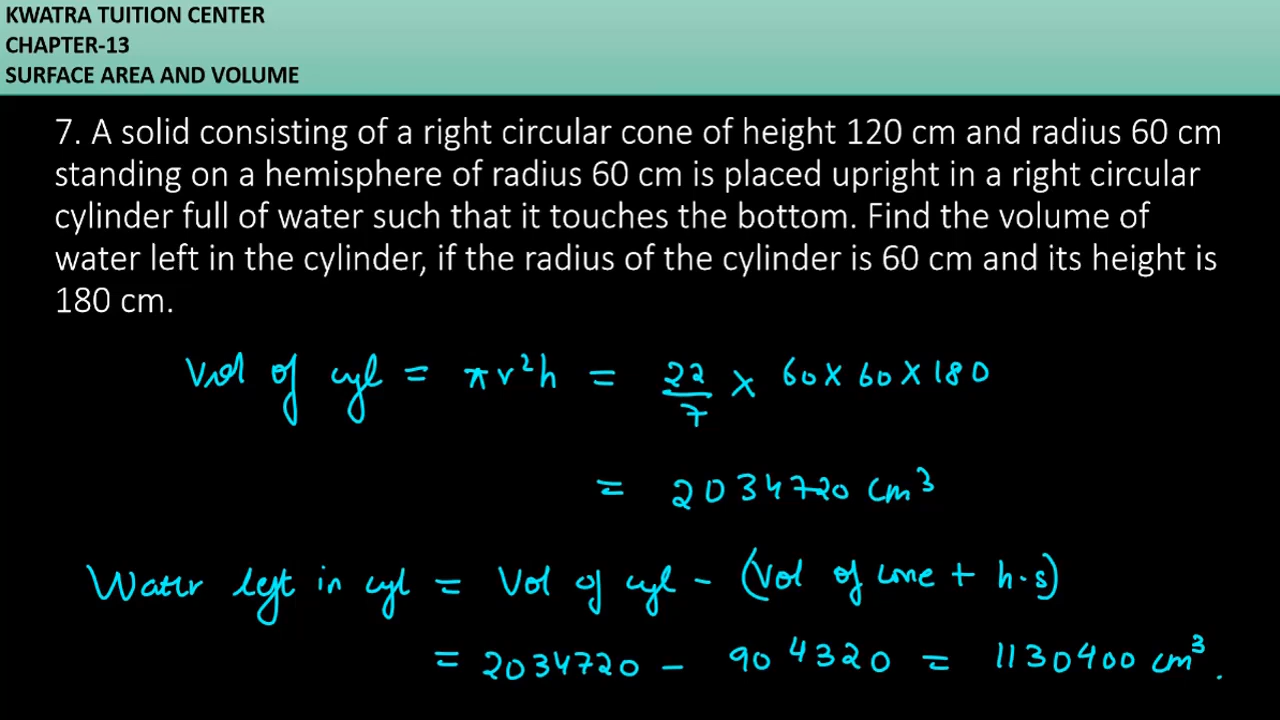 KWATRA TUITION CENTER
CHAPTER-13
SURFACE AREA AND VOLUME
7. A solid consisting of a right circular cone of height 120 cm and radius 60 cm
standing on a hemisphere of radius 60 cm is placed upright in a right circular
cylinder full of water such that it touches the bottom. Find the volume of
water left in the cylinder, if the radius of the cylinder is 60 cm and its height is
180 cm.
Vol of cyl = πr²h = 22/7 × 60 × 60 × 180
= 2034720 cm³
Water left in cyl = Vol of cyl - (Vol of cone + h.s)
= 2034720 - 904320 = 1130400 cm³.